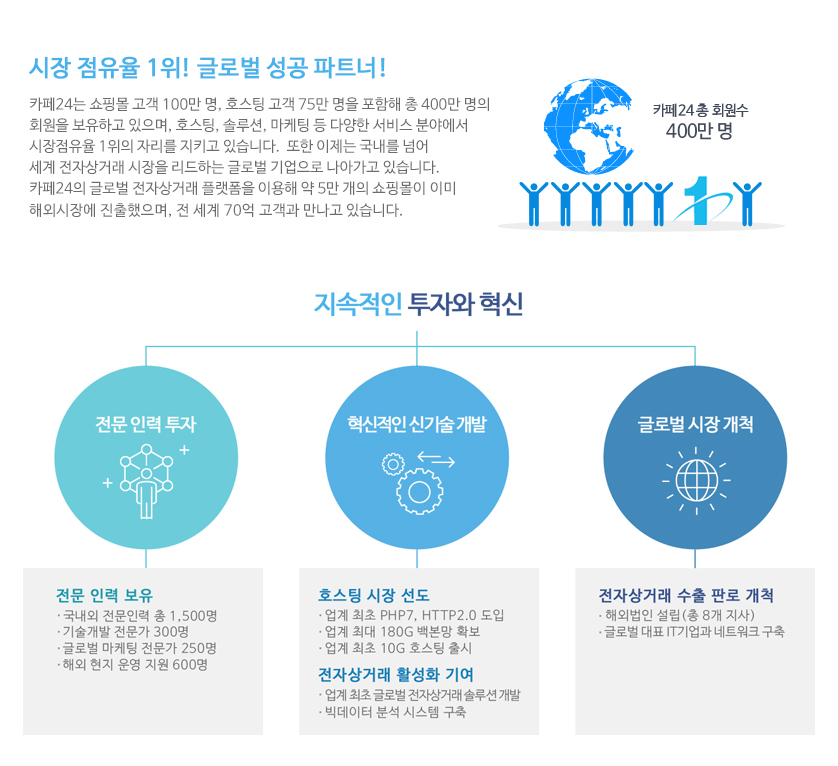 시장 점유율 1위! 글로벌 성공 파트너!
카페24는 쇼핑몰 고객 100만 명, 호스팅 고객 75만 명을 포함해 총 400만 명의
회원을 보유하고 있으며, 호스팅, 솔루션, 마케팅 등 다양한 서비스 분야에서
시장점유율 1위의 자리를 지키고 있습니다. 또한 이제는 국내를 넘어
세계 전자상거래 시장을 리드하는 글로벌 기업으로 나아가고 있습니다.
카페24의 글로벌 전자상거래 플랫폼을 이용해 약 5만 개의 쇼핑몰이 이미
해외시장에 진출했으며, 전 세계 70억 고객과 만나고 있습니다.
카페24 총 회원수
400만 명
1
지속적인 투자와 혁신
전문 인력 투자
혁신적인 신기술 개발
글로벌 시장 개척
전문 인력 보유
· 국내외 전문인력 총 1,500명
· 기술개발 전문가 300명
· 글로벌 마케팅 전문가 250명
· 해외 현지 운영 지원 600명
호스팅 시장 선도
· 업계 최초 PHP7, HTTP2.0 도입
· 업계 최대 180G 백본망 확보
· 업계 최초 10G 호스팅 출시
전자상거래 활성화 기여
· 업계 최초 글로벌 전자상거래 솔루션 개발
· 빅데이터 분석 시스템 구축
전자상거래 수출 판로 개척
· 해외법인 설립(총 8개 지사)
· 글로벌 대표 IT기업과 네트워크 구축